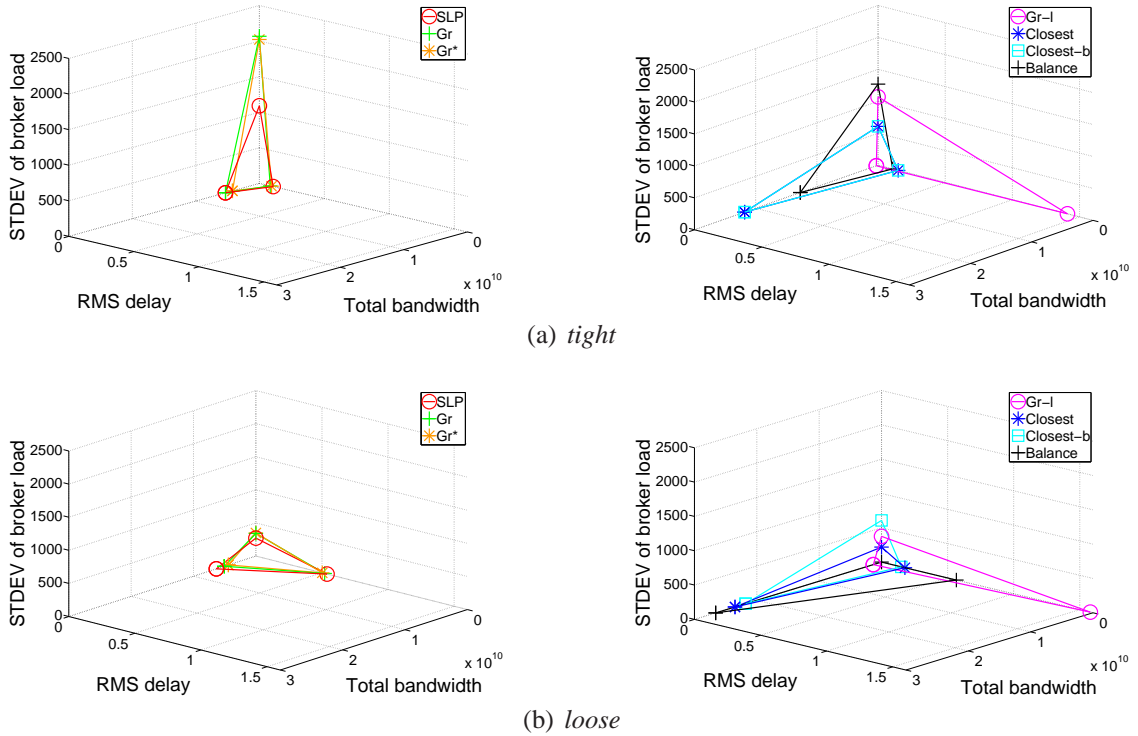 SLP
Gr
Gr*
2500
2000
1500
1000
500
0
STDEV of broker load
0
0.5
1
1.5
RMS delay
3
2
1
0
x 10^10
Total bandwidth
Gr−l
Closest
Closest−b
Balance
2500
2000
1500
1000
500
0
STDEV of broker load
0
0.5
1
1.5
RMS delay
3
2
1
0
x 10^10
Total bandwidth
(a) tight
SLP
Gr
Gr*
2500
2000
1500
1000
500
0
STDEV of broker load
0
0.5
1
1.5
RMS delay
3
2
1
0
x 10^10
Total bandwidth
Gr−l
Closest
Closest−b
Balance
2500
2000
1500
1000
500
0
STDEV of broker load
0
0.5
1
1.5
RMS delay
3
2
1
0
x 10^10
Total bandwidth
(b) loose